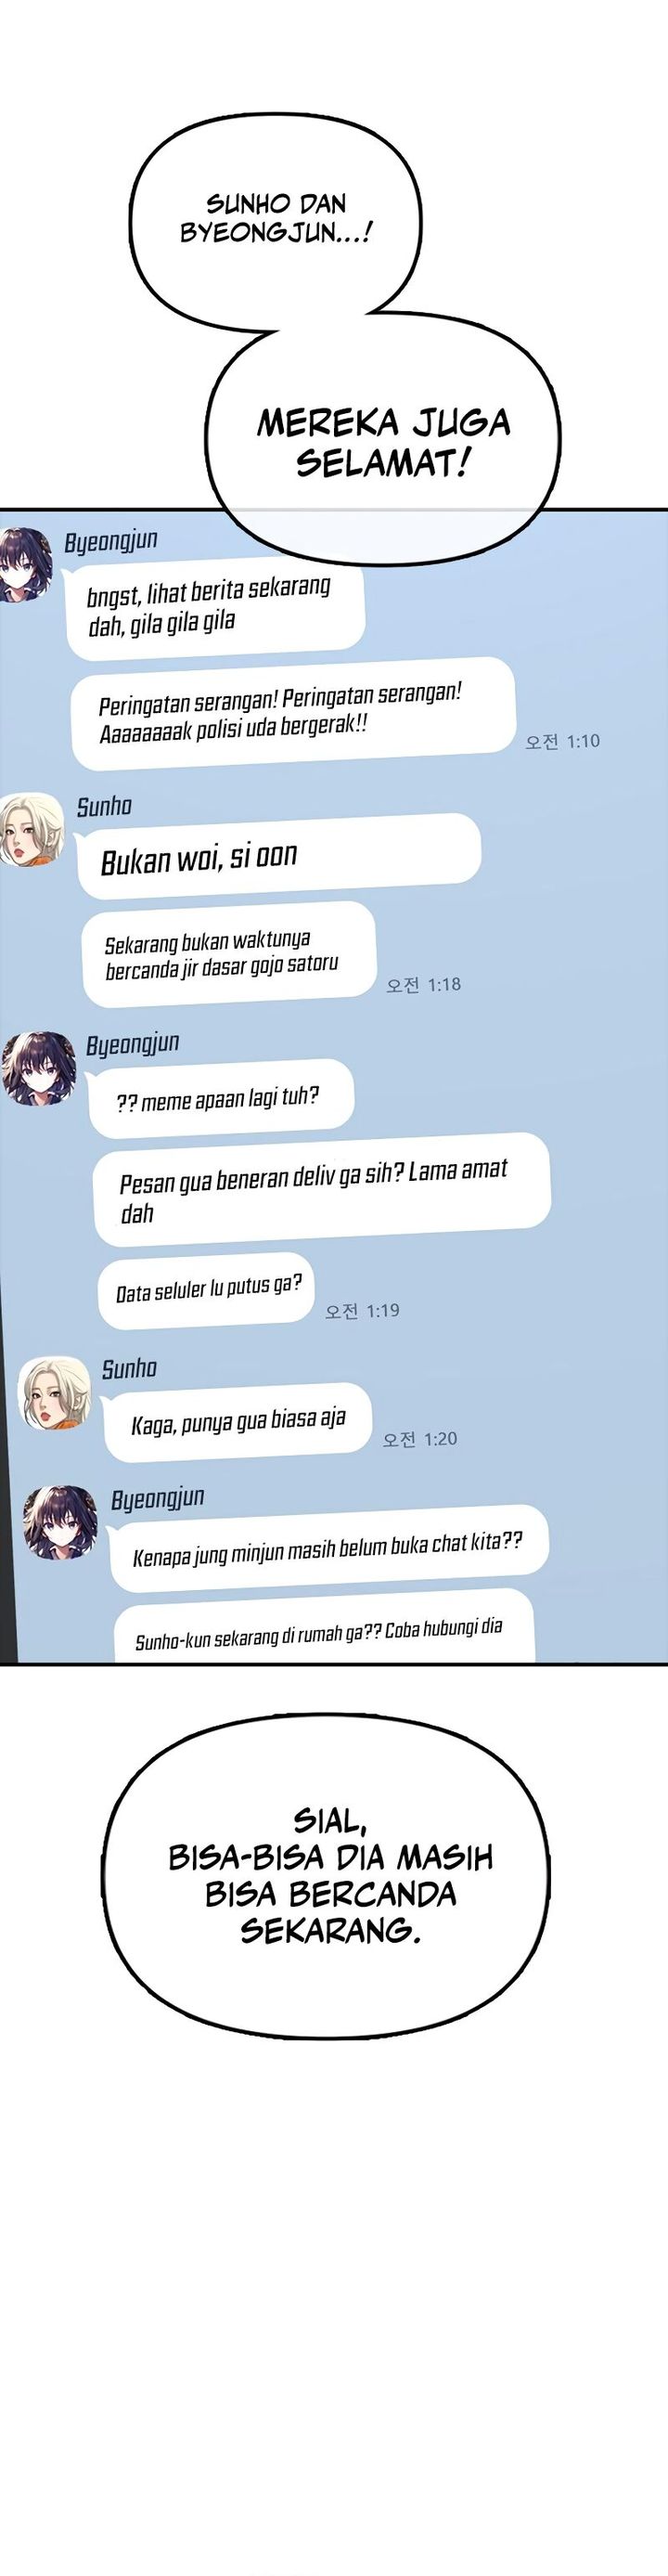 SUNHO DAN
BYEONGJUN...!
MEREKA JUGA
SELAMAT!
Byeongjun
bngst, lihat berita sekarang
dah, gila gila gila
Peringatan serangan! Peringatan serangan!
Aaaaaaaak polisi uda bergerak!!
오전 1:10
Sunho
Bukan woi, si oon
Sekarang bukan waktunya
bercanda jir dasar gojo satoru
오전 1:18
Byeongjun
?? meme apaan lagi tuh?
Pesan gua beneran deliv ga sih? Lama amat
dah
Data seluler lu putus ga?
오전 1:19
Sunho
Kaga, punya gua biasa aja
오전 1:20
Byeongjun
Kenapa jung minjun masih belum buka chat kita??
Sunho-kun sekarang di rumah ga?? Coba hubungi dia
SIAL,
BISA-BISA DIA MASIH
BISA BERCANDA
SEKARANG.